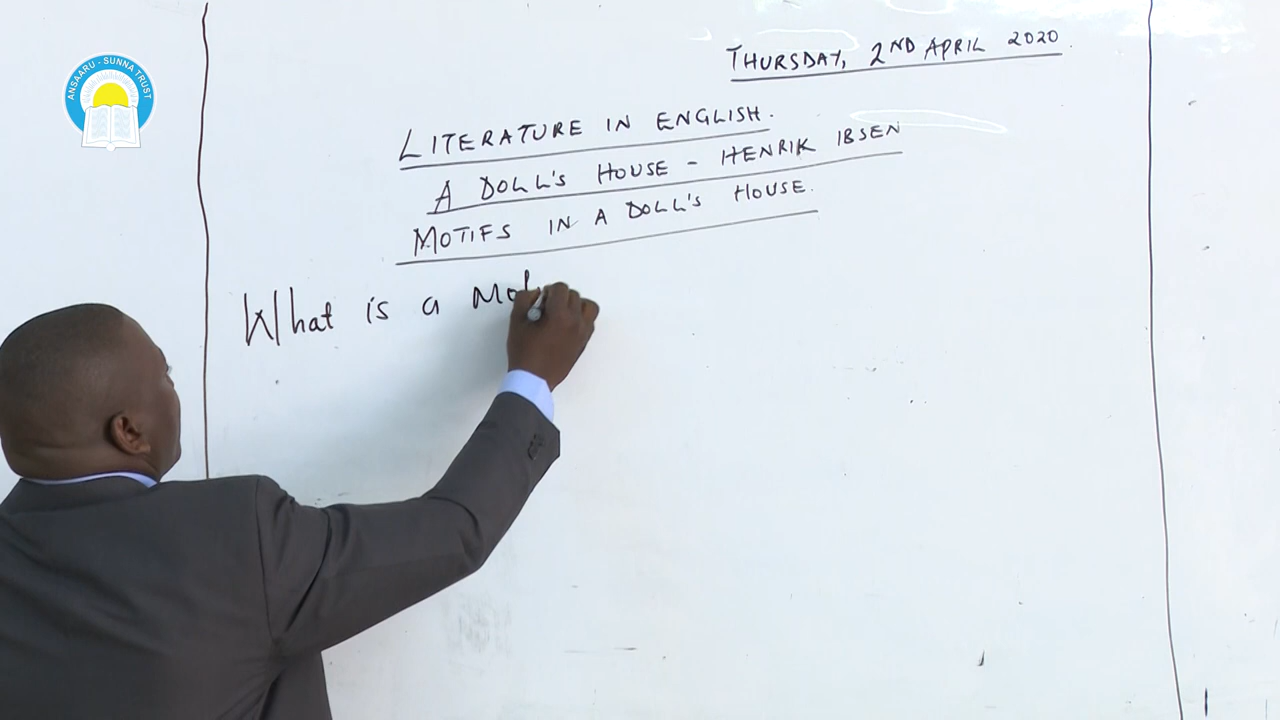 ANSAARU - SUNNA TRUST
THURSDAY, 2ND APRIL 2020.
LITERATURE IN ENGLISH.
A DOLL'S HOUSE - HENRIK IBSEN
MOTIFS IN A DOLL'S HOUSE.
What is a